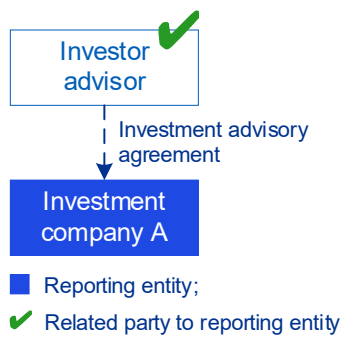 Investor
advisor
Investment advisory
agreement
Investment
company A
Reporting entity;
Related party to reporting entity